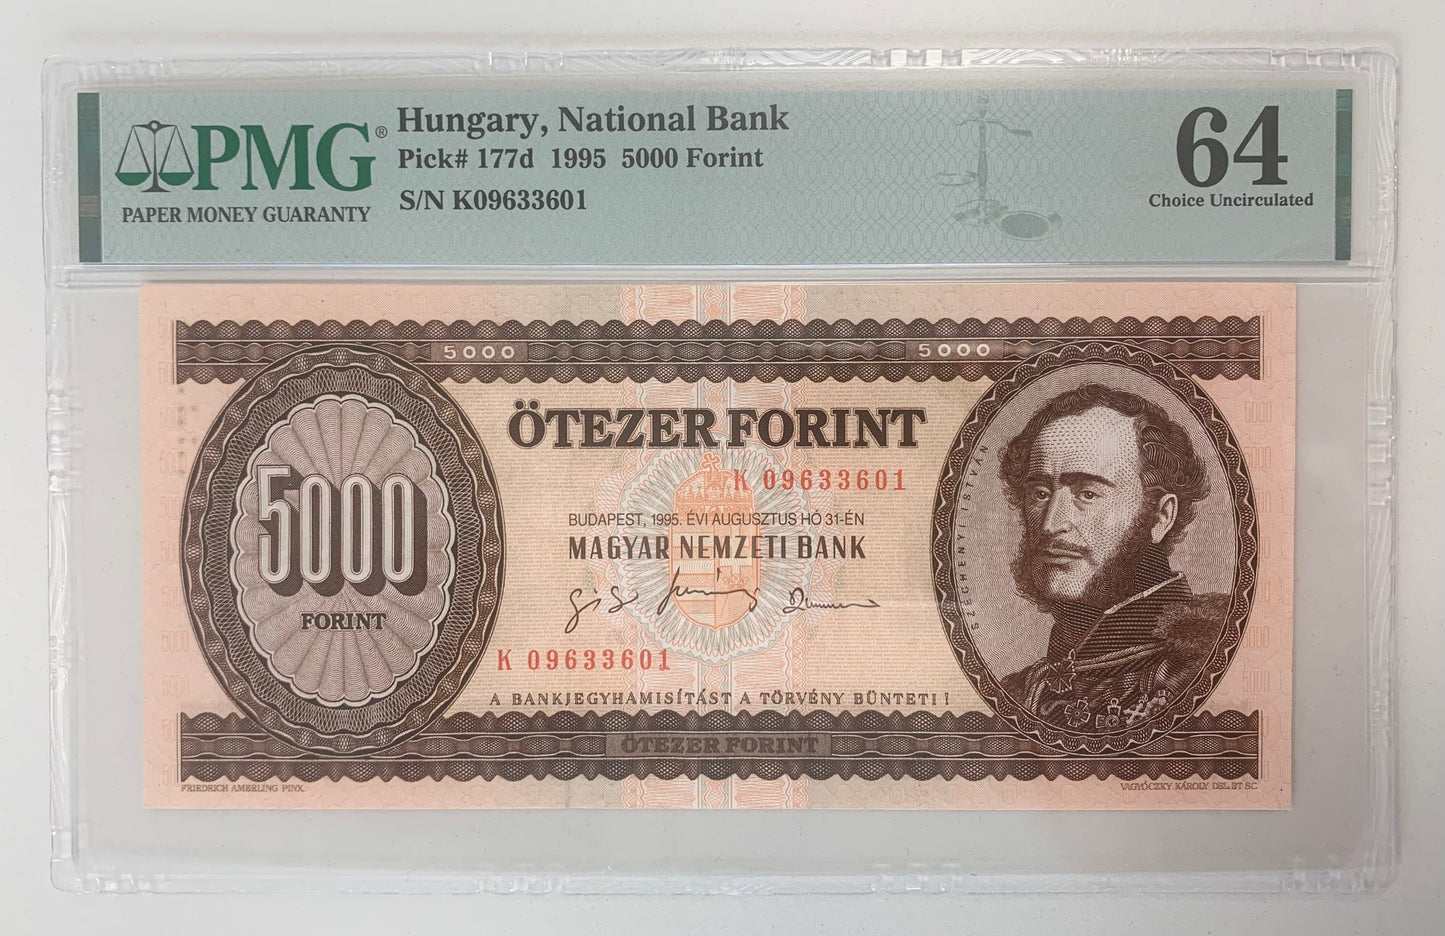 PMG®
PAPER MONEY GUARANTY
Hungary, National Bank
Pick# 177d 1995 5000 Forint
S/N K09633601
64
Choice Uncirculated
5000
5000
ÖTEZER FORINT
K 09633601
BUDAPEST, 1995. ÉVI AUGUSZTUS HÓ 31-ÉN
MAGYAR NEMZETI BANK
5000
FORINT
SZÉCHENYI ISTVÁN
K 09633601
A BANKJEGYHAMISÍTÁST A TÖRVÉNY BÜNTETI!
ÖTEZER FORINT
FRIEDRICH AMERLING PINX.
VAGYÓCZKY KÁROLY DEL. ET SC.